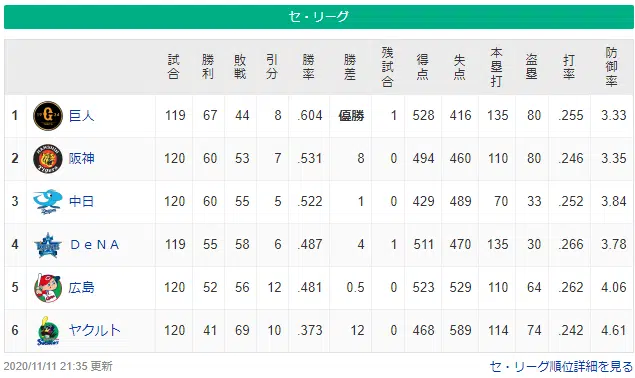 セ・リーグ
試合 勝利 敗戦 引分 勝率 勝差 残試合 得点 失点 本塁打 盗塁 打率 防御率
1 巨人 119 67 44 8 .604 優勝 1 528 416 135 80 .255 3.33
2 阪神 120 60 53 7 .531 8 0 494 460 110 80 .246 3.35
3 中日 120 60 55 5 .522 1 0 429 489 70 33 .252 3.84
4 DeNA 119 55 58 6 .487 4 1 511 470 135 30 .266 3.78
5 広島 120 52 56 12 .481 0.5 0 523 529 110 64 .262 4.06
6 ヤクルト 120 41 69 10 .373 12 0 468 589 114 74 .242 4.61
2020/11/11 21:35 更新 セ・リーグ順位詳細を見る